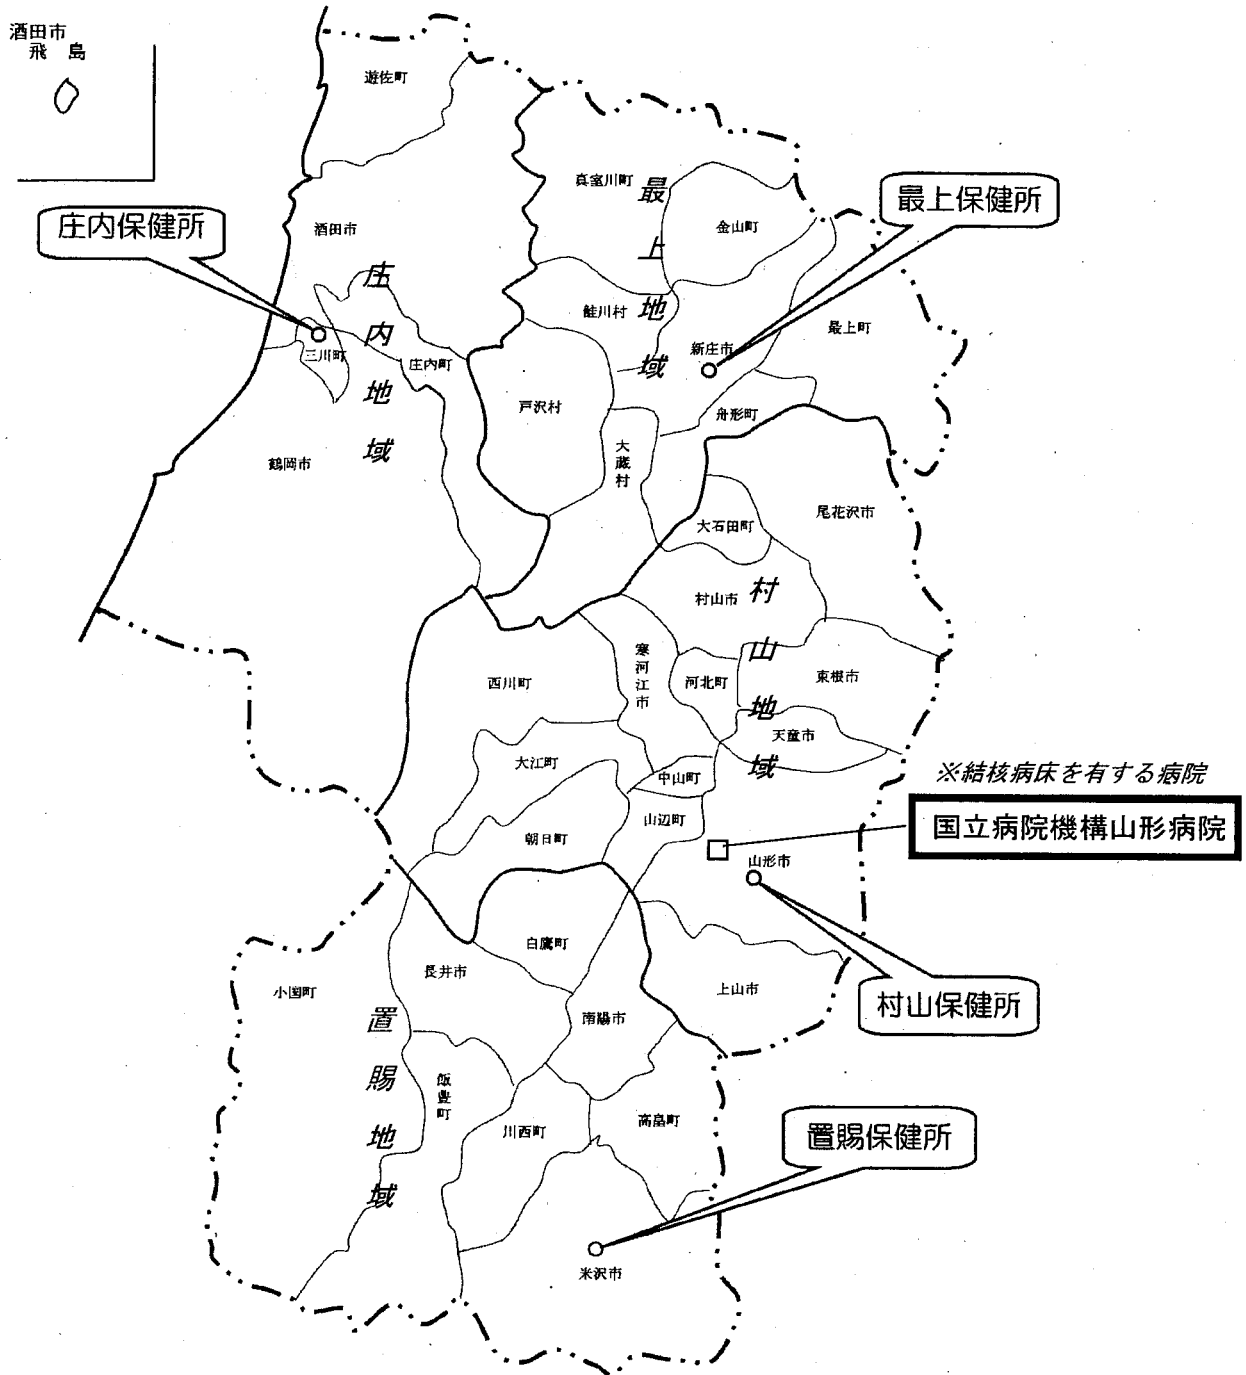 酒田市
飛島
遊佐町
真室川町
最上地域
金山町
最上保健所
庄内保健所
酒田市
庄内地域
鮭川村
最上町
三川町
庄内町
新庄市
戸沢村
舟形町
大蔵村
鶴岡市
尾花沢市
大石田町
村山市
村山地域
寒河江市
西川町
河北町
東根市
天童市
大江町
中山町
※結核病床を有する病院
国立病院機構山形病院
山辺町
朝日町
山形市
白鷹町
長井市
小国町
上山市
村山保健所
置賜地域
南陽市
飯豊町
川西町
高畠町
置賜保健所
米沢市